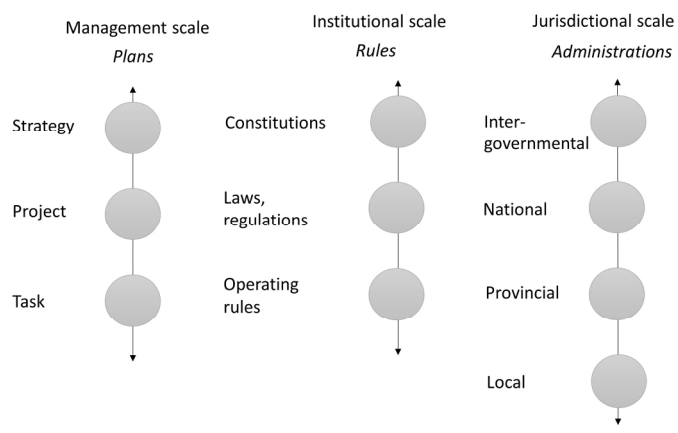 Management scale
Plans
Strategy
Project
Task
Institutional scale
Rules
Constitutions
Laws,
regulations
Operating
rules
Jurisdictional scale
Administrations
Inter-
governmental
National
Provincial
Local